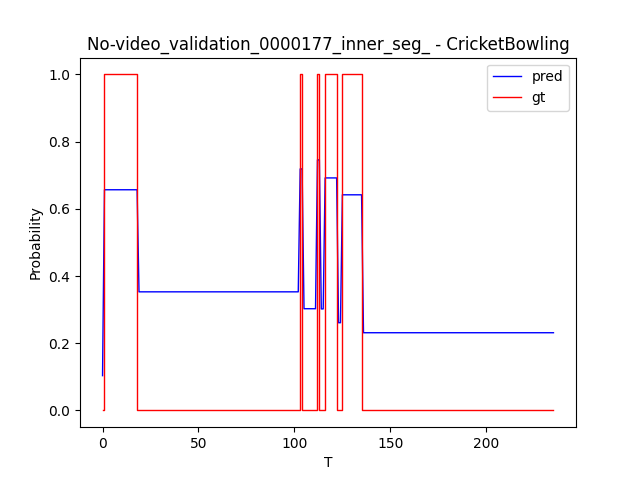 No-video_validation_0000177_inner_seg_ - CricketBowling
pred
gt
1.0
0.8
0.6
0.4
0.2
0.0
Probability
0
50
100
150
200
T